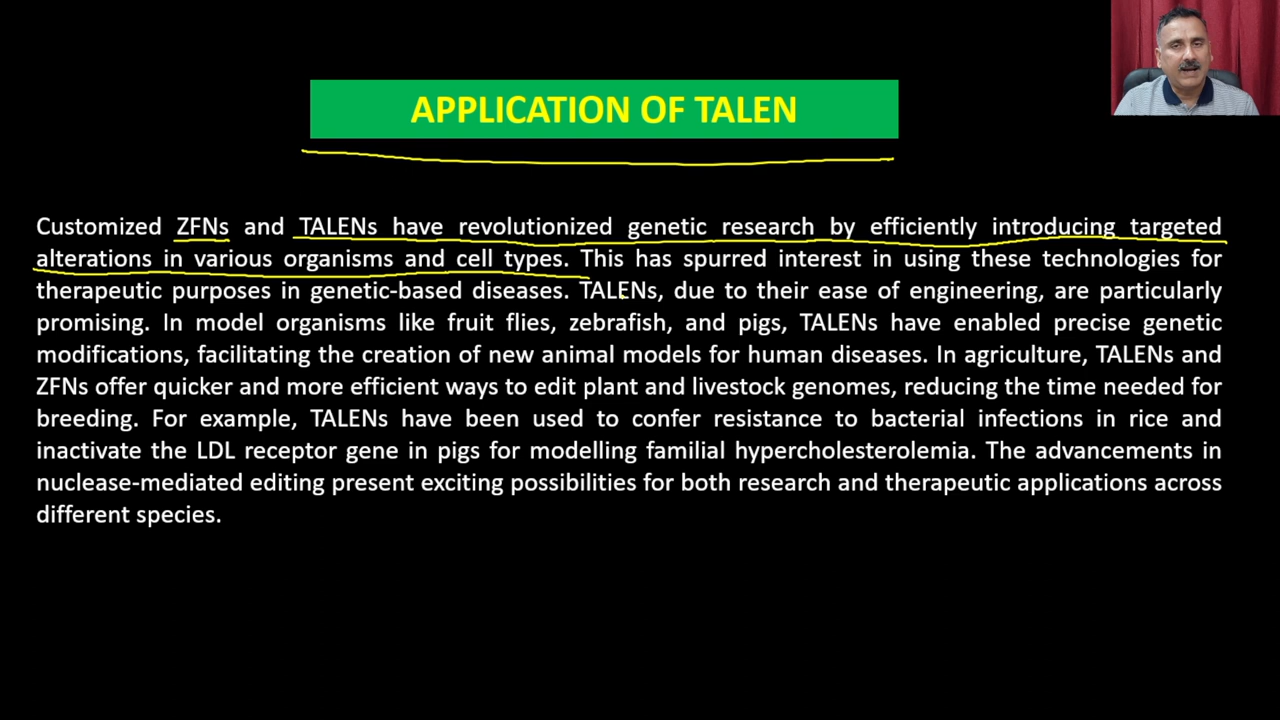 APPLICATION OF TALEN
Customized ZFNs and TALENs have revolutionized genetic research by efficiently introducing targeted
alterations in various organisms and cell types. This has spurred interest in using these technologies for
therapeutic purposes in genetic-based diseases. TALENs, due to their ease of engineering, are particularly
promising. In model organisms like fruit flies, zebrafish, and pigs, TALENs have enabled precise genetic
modifications, facilitating the creation of new animal models for human diseases. In agriculture, TALENs and
ZFNs offer quicker and more efficient ways to edit plant and livestock genomes, reducing the time needed for
breeding. For example, TALENs have been used to confer resistance to bacterial infections in rice and
inactivate the LDL receptor gene in pigs for modelling familial hypercholesterolemia. The advancements in
nuclease-mediated editing present exciting possibilities for both research and therapeutic applications across
different species.